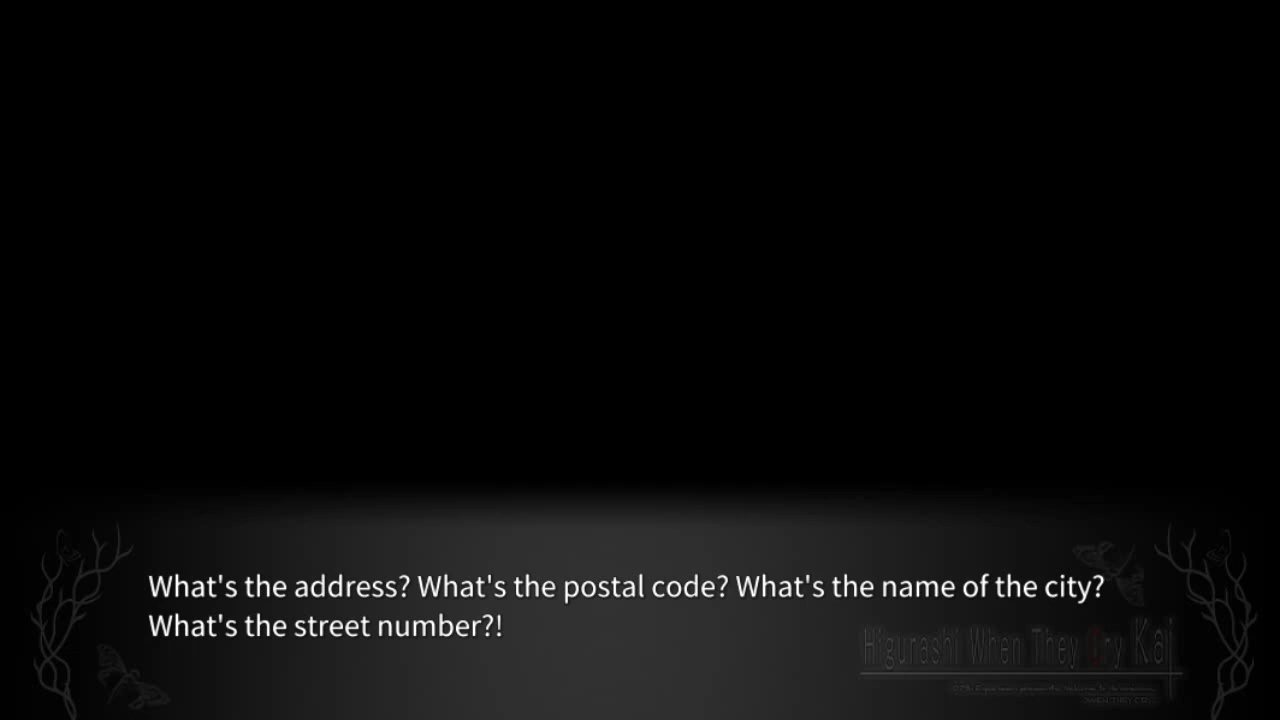 What's the address? What's the postal code? What's the name of the city?
What's the street number?!
Higurashi When They Cry Kai